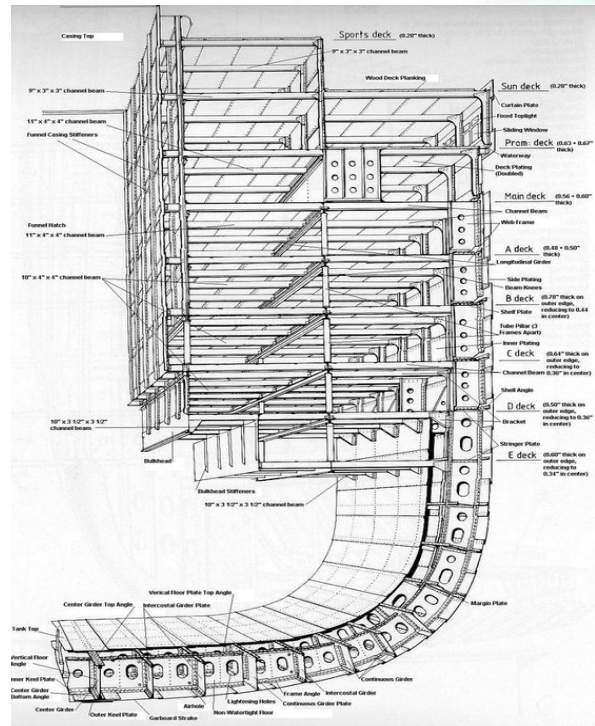 Casing Top
Sports deck (0.28" thick)
9" x 3" x 3" channel beam
Wood Deck Planking
Sun deck (0.28" thick)
9" x 3" x 3" channel beam
Curtain Plate
Fixed Toplight
11" x 4" x 4" channel beam
Sliding Window
Funnel Casing Stiffeners
Prom: deck (0.63 + 0.67" thick)
Waterway
Deck Plating (Doubled)
Main deck (0.56 + 0.60" thick)
Channel Beam
Funnel Hatch
Web Frame
11" x 4" x 4" channel beam
A deck (0.48 + 0.50" thick)
Longitudinal Girder
10" x 4" x 4" channel beam
Side Plating
Beam Knees
B deck (0.78" thick on outer edge, reducing to 0.44 in center)
Shelf Plate
Tube Pillar (3 Frames Apart)
Inner Plating
C deck (0.64" thick on outer edge, reducing to 0.36" in center)
Channel Beam
Shell Angle
D deck (0.50" thick on outer edge, reducing to 0.36" in center)
10" x 3 1/2" x 3 1/2" channel beam
Bracket
Stringer Plate
Bulkhead
E deck (0.60" thick on outer edge, reducing to 0.34" in center)
Bulkhead Stiffeners
10" x 3 1/2" x 3 1/2" channel beam
Verical Floor Plate Top Angle
Center Girder Top Angle
Intercostal Girder Plate
Margin Plate
Tank Top
Vertical Floor Angle
Inner Keel Plate
Continuous Girder
Center Girder Bottom Angle
Intercostal Girder
Frame Angle
Lightening Holes
Continuous Girder Plate
Airhole
Center Girder
Outer Keel Plate
Garboard Strake
Non Watertight Flour